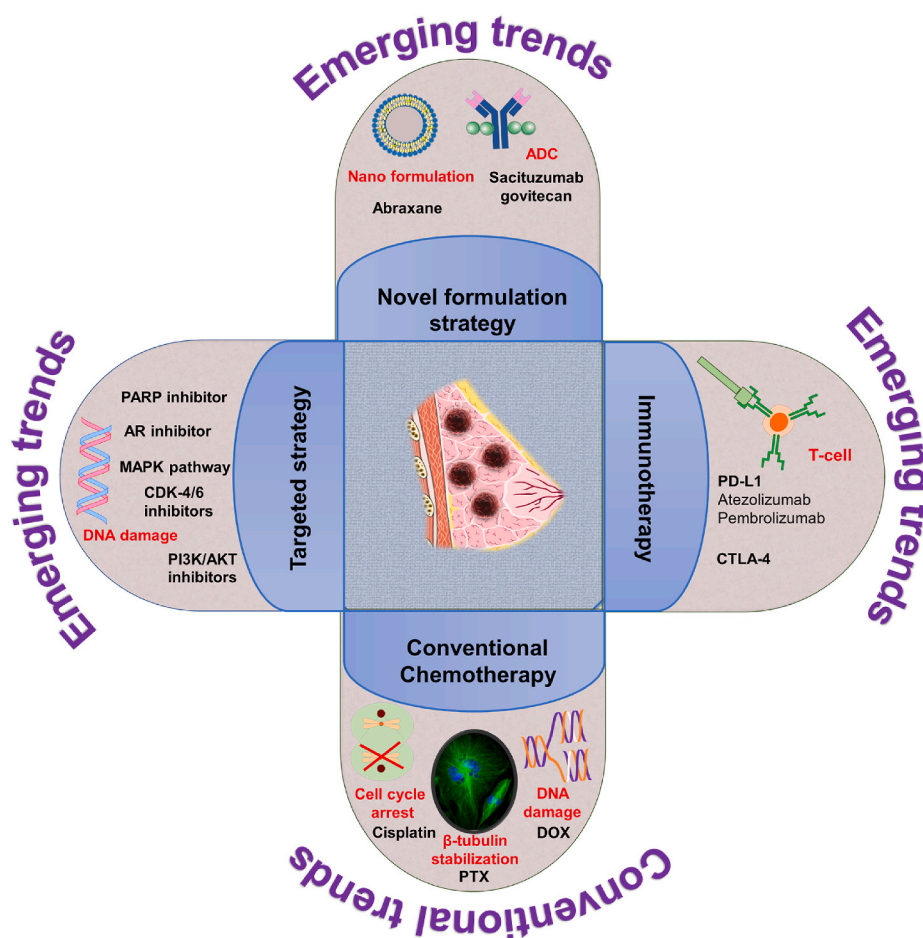 Emerging trends
Nano formulation
Abraxane
ADC
Sacituzumab
govitecan
Novel formulation
strategy
Emerging trends
PARP inhibitor
AR inhibitor
MAPK pathway
CDK-4/6
inhibitors
DNA damage
PI3K/AKT
inhibitors
Targeted strategy
Immunotherapy
T-cell
PD-L1
Atezolizumab
Pembrolizumab
CTLA-4
Emerging trends
Conventional
Chemotherapy
Cell cycle
arrest
Cisplatin
β-tubulin
stabilization
PTX
DNA
damage
DOX
Conventional trends